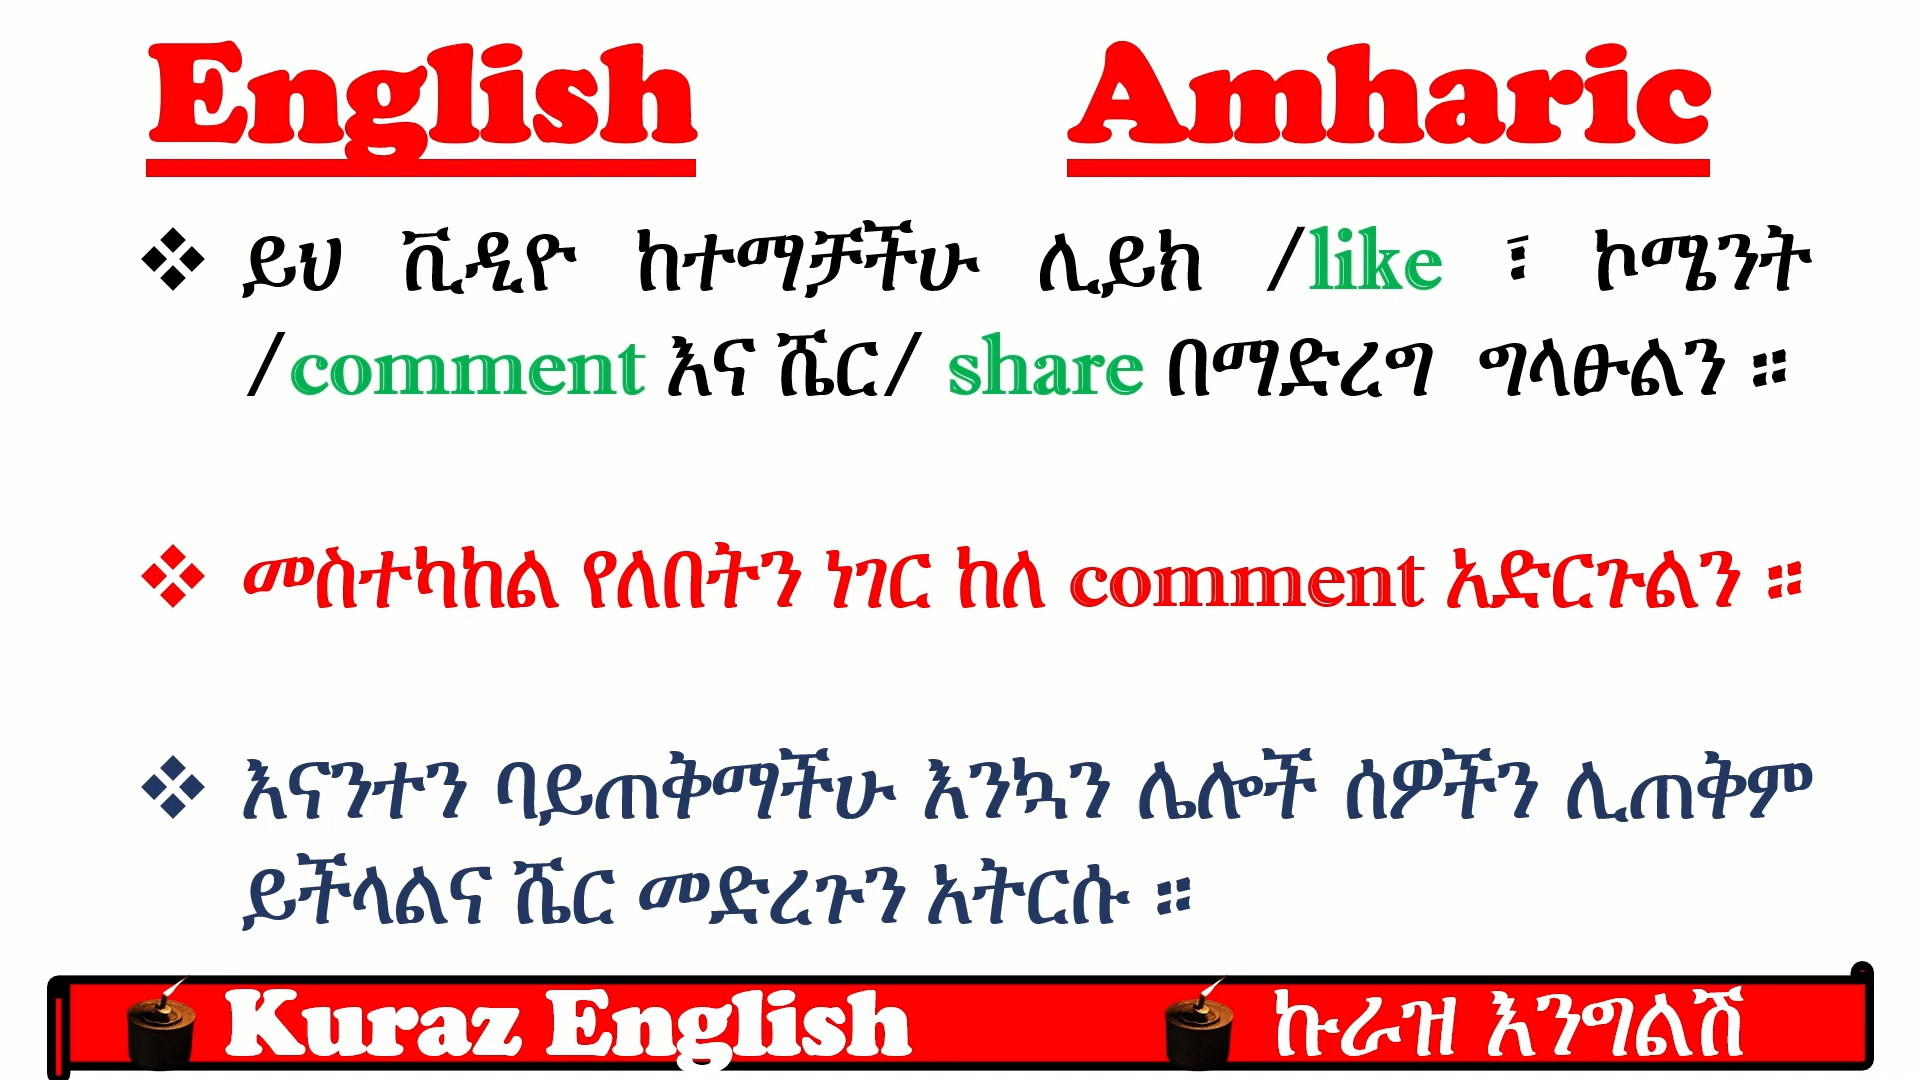 English Amharic
❖ ይህ ቪዲዮ ከተማቻችሁ ሊይክ /like ፣ ኮሜንት
/comment እና ሼር/ share በማድረግ ግላፁልን ።
❖ መስተካከል የለበትን ነገር ከለ comment አድርጉልን ።
❖ እናንተን ባይጠቅማችሁ እንኳን ሌሎች ሰዎችን ሊጠቅም
ይችላልና ሼር መድረጉን አትርሱ ።
Kuraz English ኩራዝ እንግልሽ